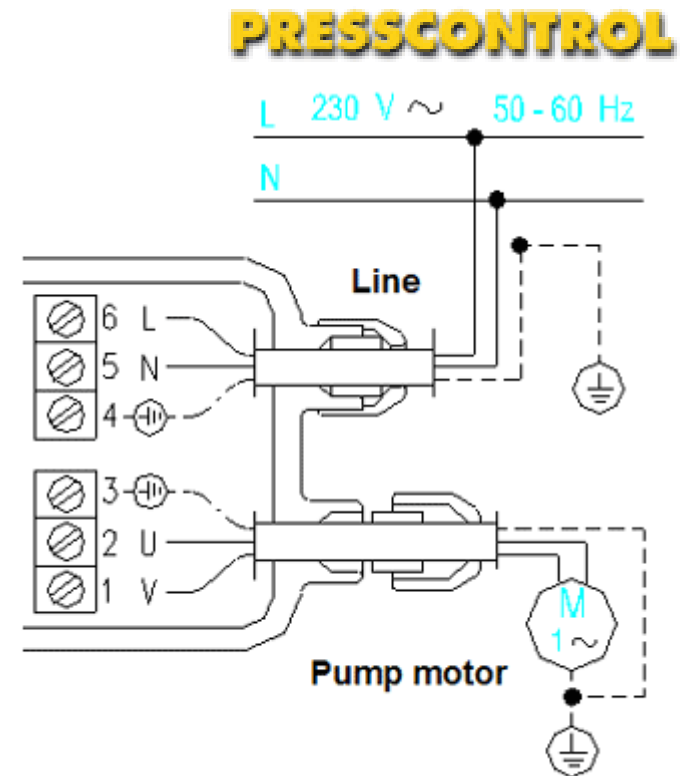 PRESSCONTROL
L 230 V ~ 50 - 60 Hz
N
Line
6 L
5 N
4
3
2 U
1 V
M
1 ~
Pump motor